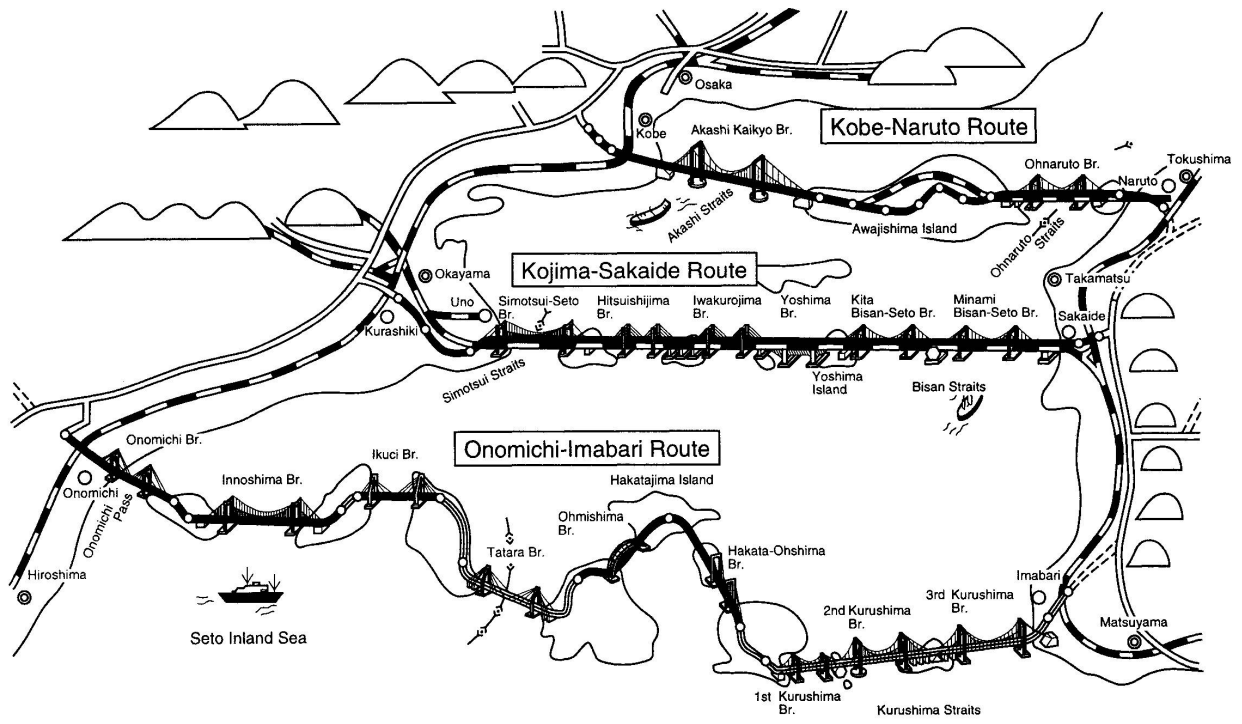 Osaka
Kobe
Akashi Kaikyo Br.
Kobe-Naruto Route
Ohnaruto Br.
Tokushima
Naruto
Akashi Straits
Awajishima Island
Ohnaruto
Straits
Kojima-Sakaide Route
Okayama
Takamatsu
Uno
Kurashiki
Simotsui-Seto
Br.
Hitsuishijima
Br.
Iwakurojima
Br.
Yoshima
Br.
Kita
Bisan-Seto Br.
Minami
Bisan-Seto Br.
Sakaide
Simotsui Straits
Yoshima
Island
Bisan Straits
Onomichi-Imabari Route
Onomichi Br.
Onomichi
Onomichi
Pass
Innoshima Br.
Ikuci Br.
Hakatajima Island
Ohmishima
Br.
Tatara Br.
Hakata-Ohshima
Br.
Hiroshima
Seto Inland Sea
Imabari
2nd Kurushima
Br.
3rd Kurushima
Br.
Matsuyama
1st Kurushima
Br.
Kurushima Straits